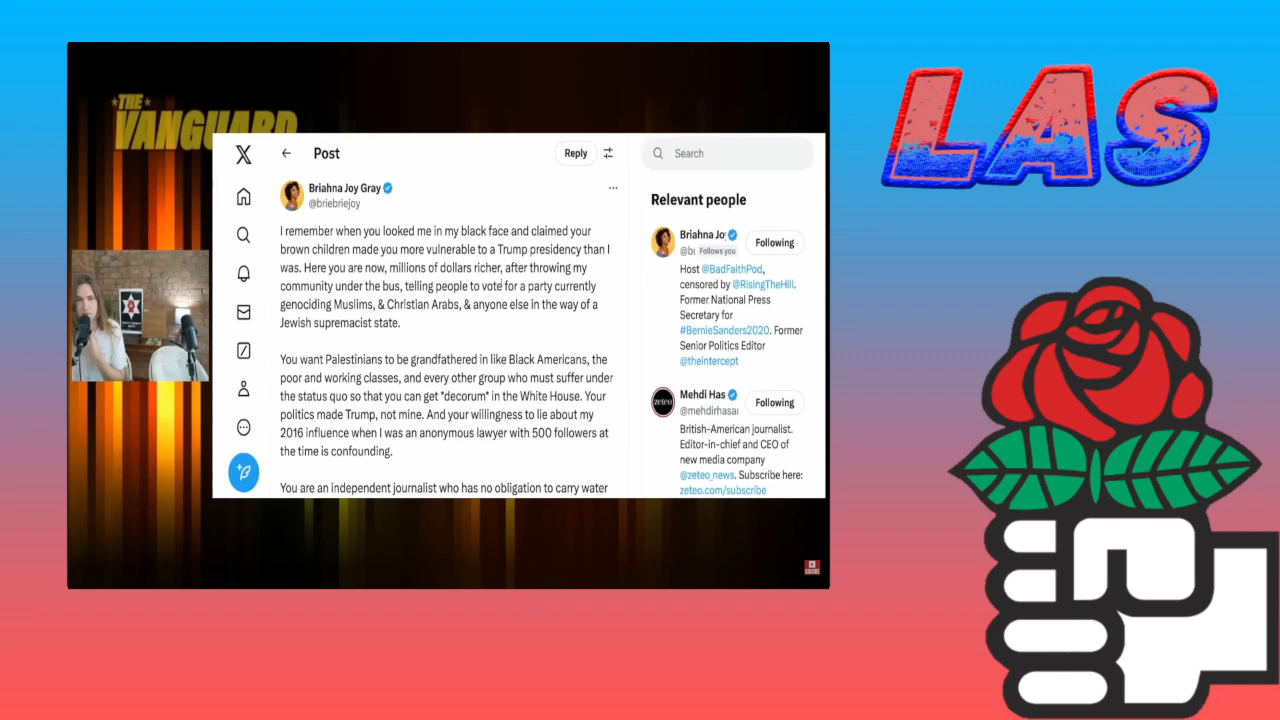 LAS
THE
VANGUARD
Post
Reply
Search
Briahna Joy Gray
@briebriejoy
I remember when you looked me in my black face and claimed your
brown children made you more vulnerable to a Trump presidency than I
was. Here you are now, millions of dollars richer, after throwing my
community under the bus, telling people to vote for a party currently
genociding Muslims, & Christian Arabs, & anyone else in the way of a
Jewish supremacist state.
You want Palestinians to be grandfathered in like Black Americans, the
poor and working classes, and every other group who must suffer under
the status quo so that you can get *decorum* in the White House. Your
politics made Trump, not mine. And your willingness to lie about my
2016 influence when I was an anonymous lawyer with 500 followers at
the time is confounding.
You are an independent journalist who has no obligation to carry water
Relevant people
Briahna Jo
@bri Follows you
Following
Host @BadFaithPod,
censored by @RisingTheHill.
Former National Press
Secretary for
#BernieSanders2020. Former
Senior Politics Editor
@theintercept
zeteo
Mehdi Has
@mehdirhasan
Following
British-American journalist.
Editor-in-chief and CEO of
new media company
@zeteo_news. Subscribe here:
zeteo.com/subscribe